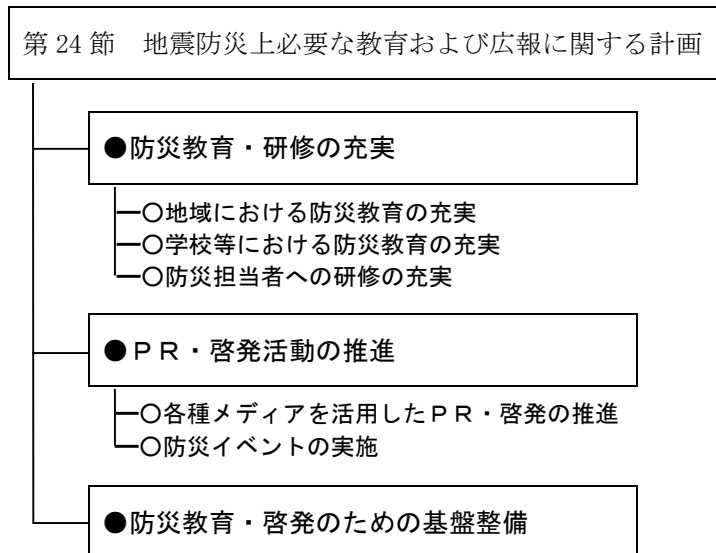 第24節　地震防災上必要な教育および広報に関する計画
●防災教育・研修の充実
○地域における防災教育の充実
○学校等における防災教育の充実
○防災担当者への研修の充実
●ＰＲ・啓発活動の推進
○各種メディアを活用したＰＲ・啓発の推進
○防災イベントの実施
●防災教育・啓発のための基盤整備